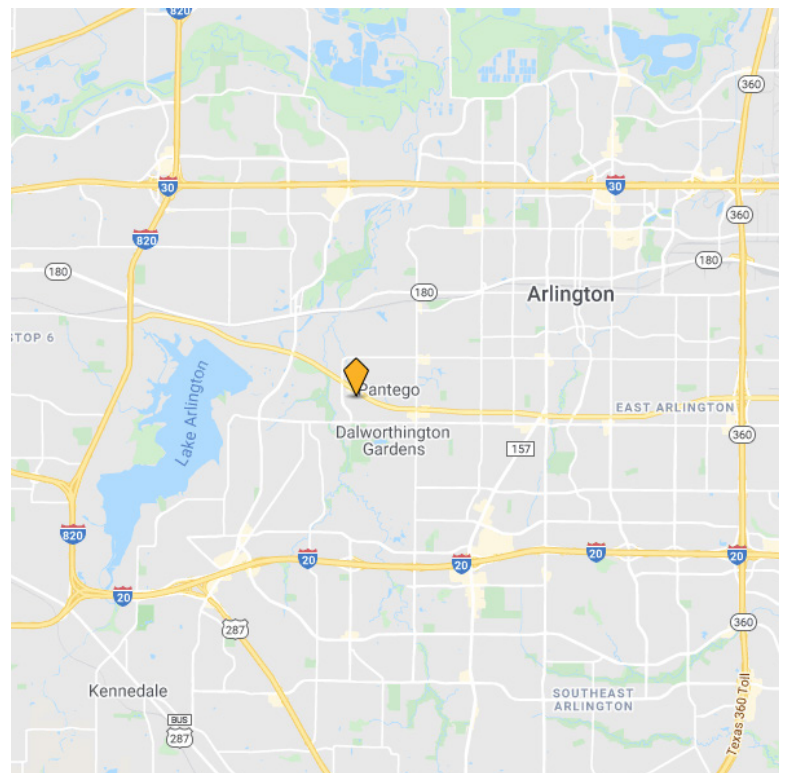 820
360
30
30
360
820
180
180
180
Arlington
STOP 6
Lake Arlington
Pantego
EAST ARLINGTON
Dalworthington
Gardens
360
157
820
20
20
20
20
20
360
287
Kennedale
SOUTHEAST
ARLINGTON
Texas 360 Toll
BUS
287